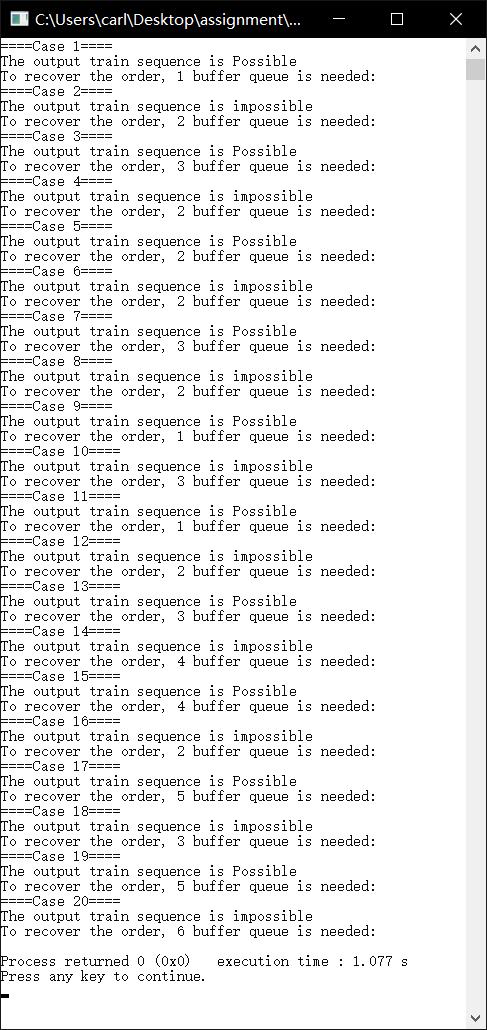 C:\Users\carl\Desktop\assignment\...
====Case 1====
The output train sequence is Possible
To recover the order, 1 buffer queue is needed:
====Case 2====
The output train sequence is impossible
To recover the order, 2 buffer queue is needed:
====Case 3====
The output train sequence is Possible
To recover the order, 3 buffer queue is needed:
====Case 4====
The output train sequence is impossible
To recover the order, 2 buffer queue is needed:
====Case 5====
The output train sequence is Possible
To recover the order, 2 buffer queue is needed:
====Case 6====
The output train sequence is impossible
To recover the order, 2 buffer queue is needed:
====Case 7====
The output train sequence is Possible
To recover the order, 3 buffer queue is needed:
====Case 8====
The output train sequence is impossible
To recover the order, 2 buffer queue is needed:
====Case 9====
The output train sequence is Possible
To recover the order, 1 buffer queue is needed:
====Case 10====
The output train sequence is impossible
To recover the order, 3 buffer queue is needed:
====Case 11====
The output train sequence is Possible
To recover the order, 1 buffer queue is needed:
====Case 12====
The output train sequence is impossible
To recover the order, 2 buffer queue is needed:
====Case 13====
The output train sequence is Possible
To recover the order, 3 buffer queue is needed:
====Case 14====
The output train sequence is impossible
To recover the order, 4 buffer queue is needed:
====Case 15====
The output train sequence is Possible
To recover the order, 4 buffer queue is needed:
====Case 16====
The output train sequence is impossible
To recover the order, 2 buffer queue is needed:
====Case 17====
The output train sequence is Possible
To recover the order, 5 buffer queue is needed:
====Case 18====
The output train sequence is impossible
To recover the order, 3 buffer queue is needed:
====Case 19====
The output train sequence is Possible
To recover the order, 5 buffer queue is needed:
====Case 20====
The output train sequence is impossible
To recover the order, 6 buffer queue is needed:
Process returned 0 (0x0)   execution time : 1.077 s
Press any key to continue.